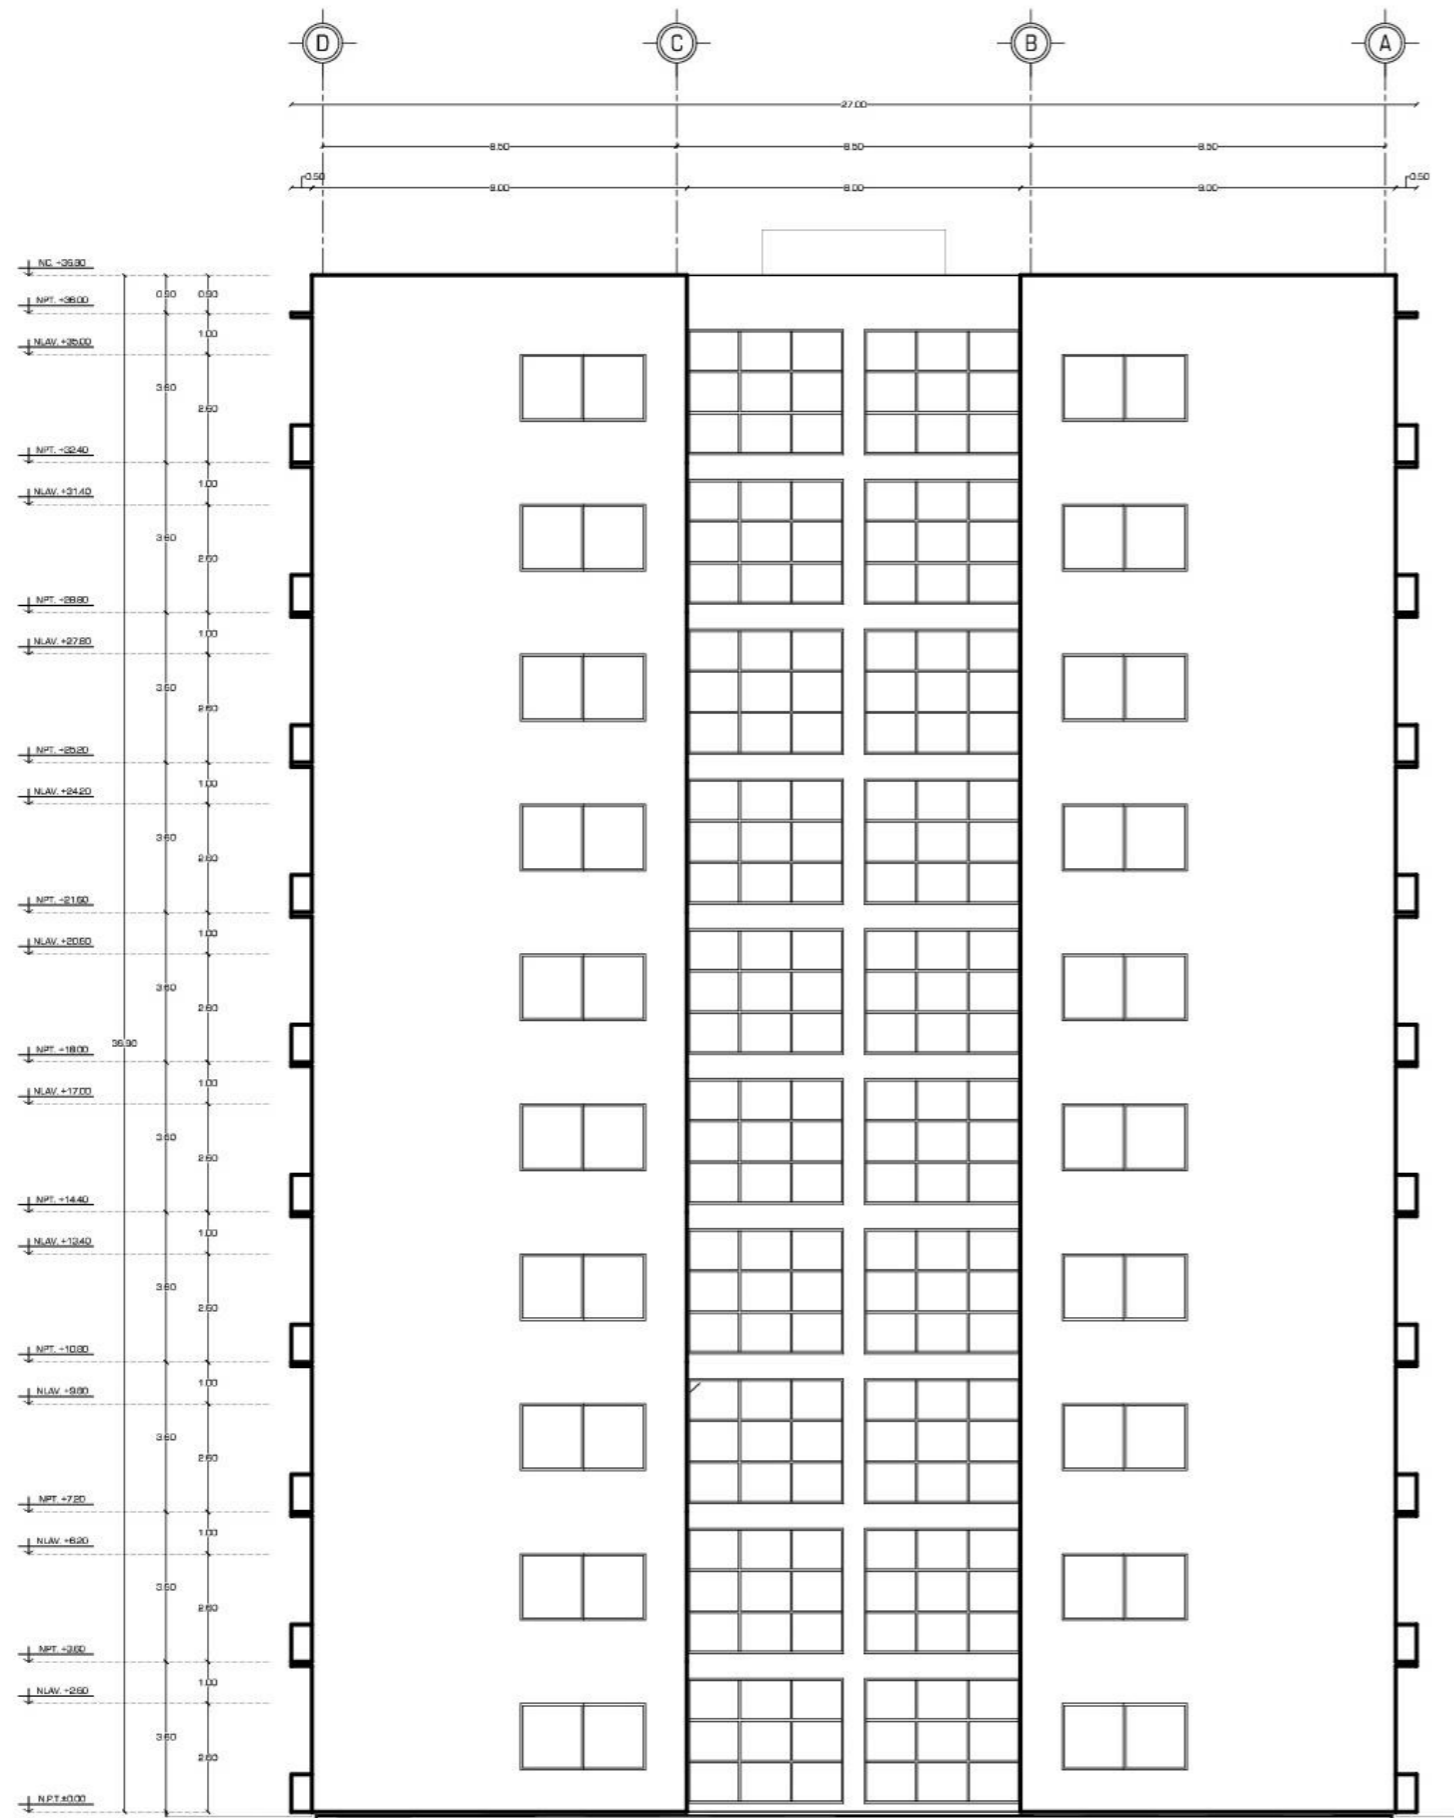 D C B A
27.00
8.50 8.50 8.50
0.50 9.00 8.00 9.00 0.50
NC. +36.90
0.90 0.90
NPT. +36.00
1.00
NLAV. +35.00
3.60
2.60
NPT. +32.40
1.00
NLAV. +31.40
3.60
2.60
NPT. +28.80
1.00
NLAV. +27.80
3.60
2.60
NPT. +25.20
1.00
NLAV. +24.20
3.60
2.60
NPT. +21.60
1.00
NLAV. +20.60
3.60
2.60
36.90
NPT. +18.00
1.00
NLAV. +17.00
3.60
2.60
NPT. +14.40
1.00
NLAV. +13.40
3.60
2.60
NPT. +10.80
1.00
NLAV. +9.80
3.60
2.60
NPT. +7.20
1.00
NLAV. +6.20
3.60
2.60
NPT. +3.60
1.00
NLAV. +2.60
3.60
2.60
N.P.T.±0.00